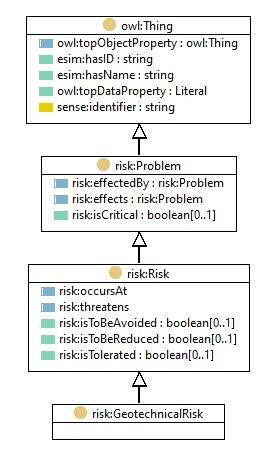 owl:Thing
owl:topObjectProperty : owl:Thing
esim:hasID : string
esim:hasName : string
owl:topDataProperty : Literal
sense:identifier : string
risk:Problem
risk:effectedBy : risk:Problem
risk:effects : risk:Problem
risk:isCritical : boolean[0..1]
risk:Risk
risk:occursAt
risk:threatens
risk:isToBeAvoided : boolean[0..1]
risk:isToBeReduced : boolean[0..1]
risk:isTolerated : boolean[0..1]
risk:GeotechnicalRisk